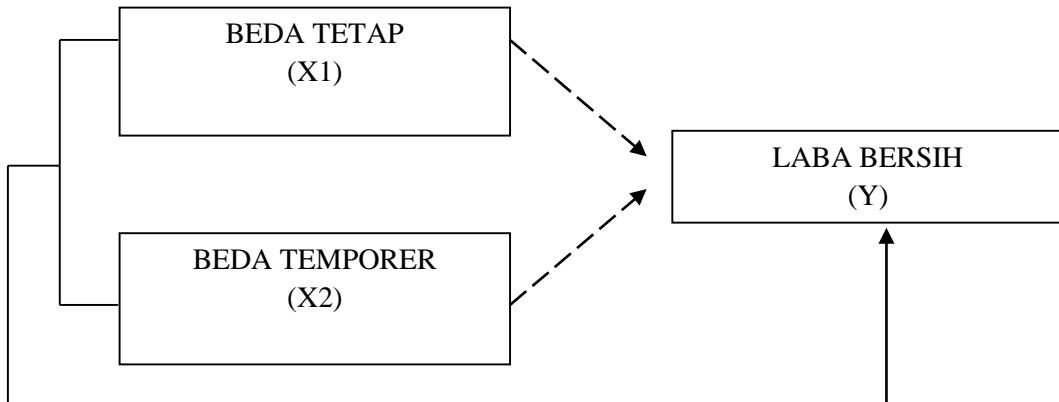 BEDA TETAP
(X1)
LABA BERSIH
(Y)
BEDA TEMPORER
(X2)